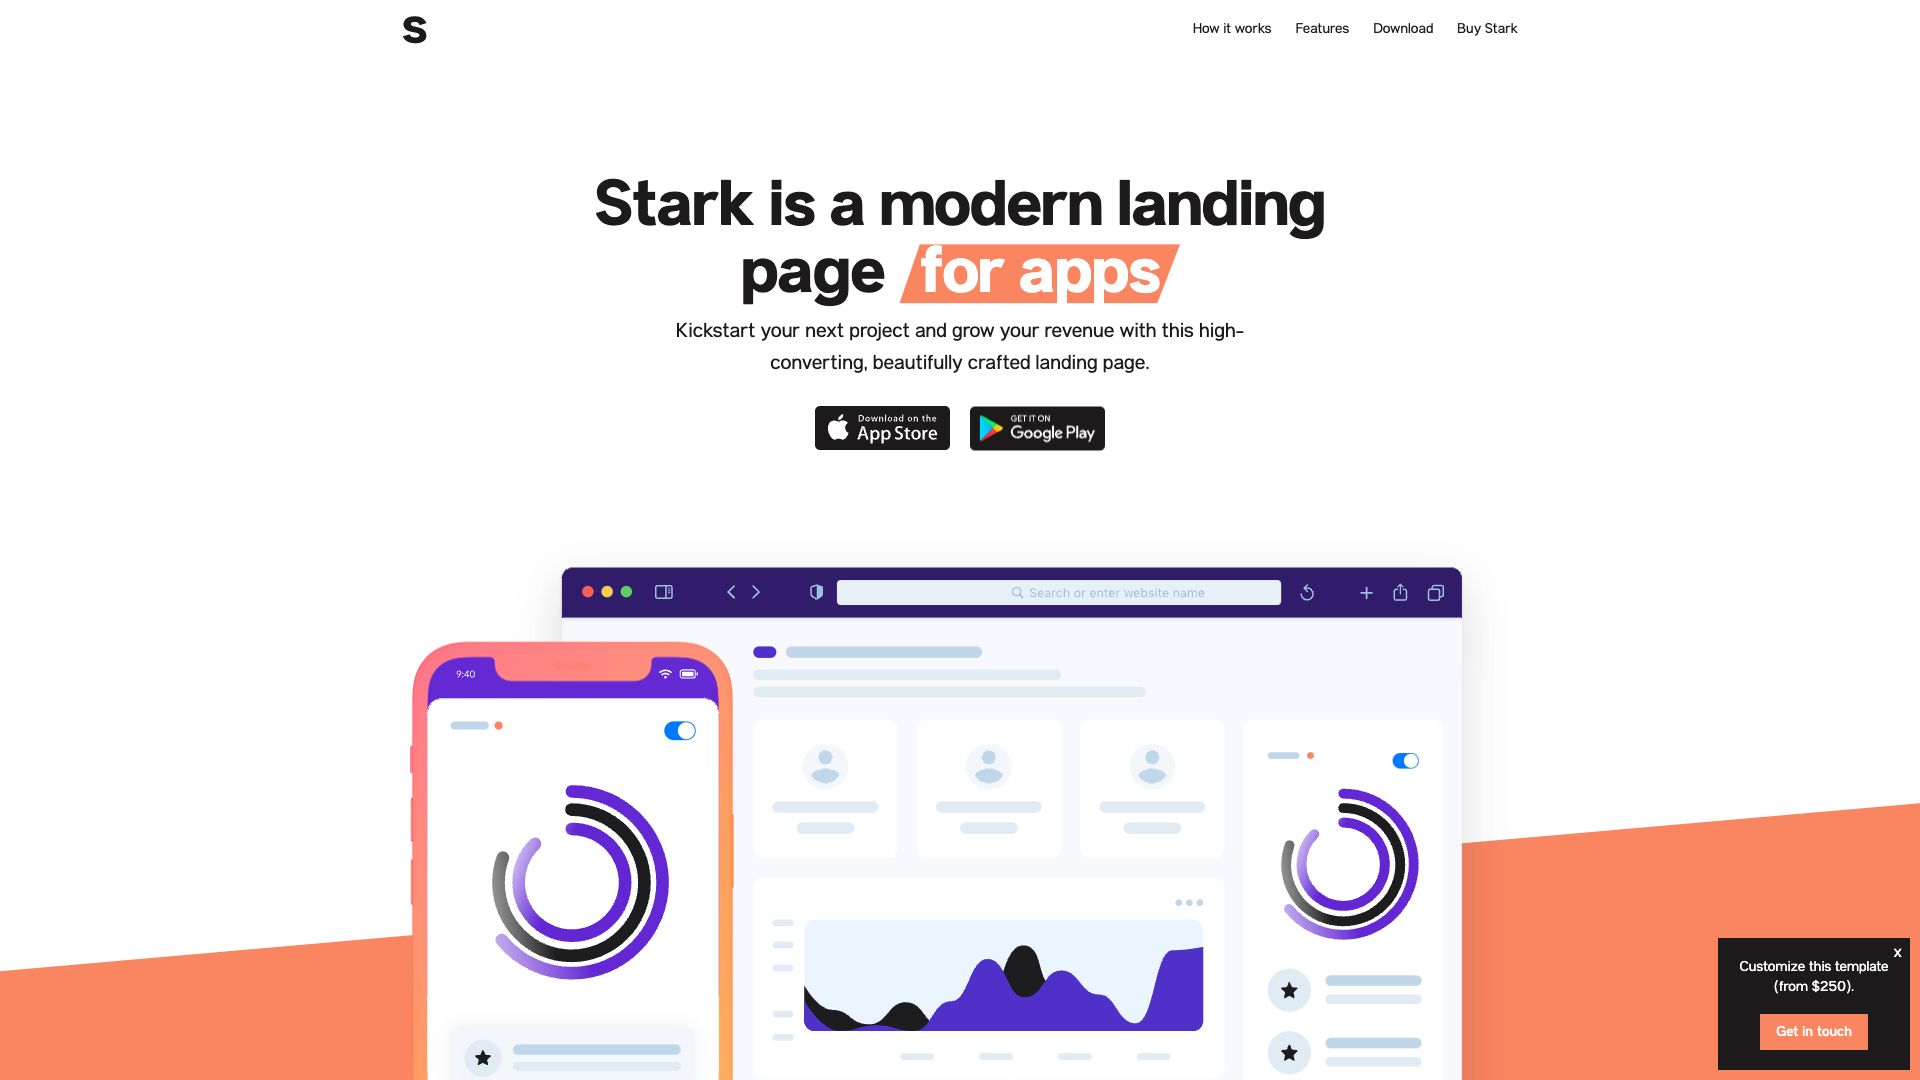 S
How it works
Features
Download
Buy Stark
Stark is a modern landing
page for apps
Kickstart your next project and grow your revenue with this high-
converting, beautifully crafted landing page.
Download on the
App Store
GET IT ON
Google Play
Search or enter website name
9:40
x
Customize this template
(from $250).
Get in touch